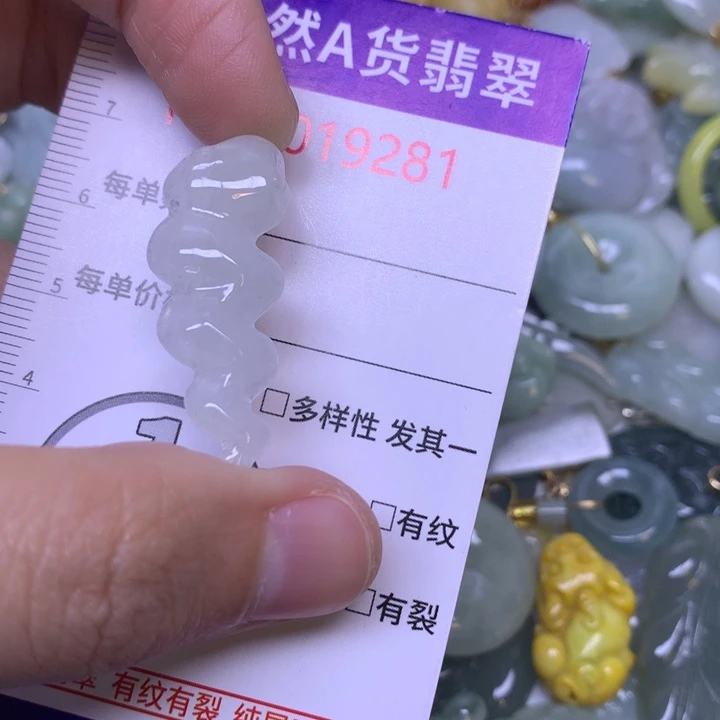 然A货翡翠
019281
7
每单
6
每单价
5
4
□多样性 发其一
1
□有纹
□有裂
有纹有裂